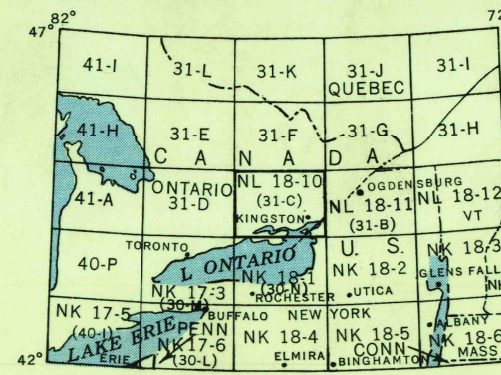 82° 72
47°
41-I 31-L 31-K 31-J 31-I
QUEBEC
41-H 31-E 31-F 31-G 31-H
C A N A D A
41-A ONTARIO NL 18-10 OGDENSBURG NL 18-12
31-D (31-C) NL 18-11 VT
KINGSTON (31-B)
TORONTO U. S. NK 18-3
40-P L ONTARIO NK 18-1 NK 18-2 GLENS FALL
NK 17-3 (30-N)
(30-M) ROCHESTER UTICA
NK 17-5 BUFFALO NEW YORK
(40-I) PENN ALBANY
LAKE ERIE NK 17-6 NK 18-4 NK 18-5 NK 18-6
ERIE (30-L) CONN MASS
42° ELMIRA BINGHAMTON